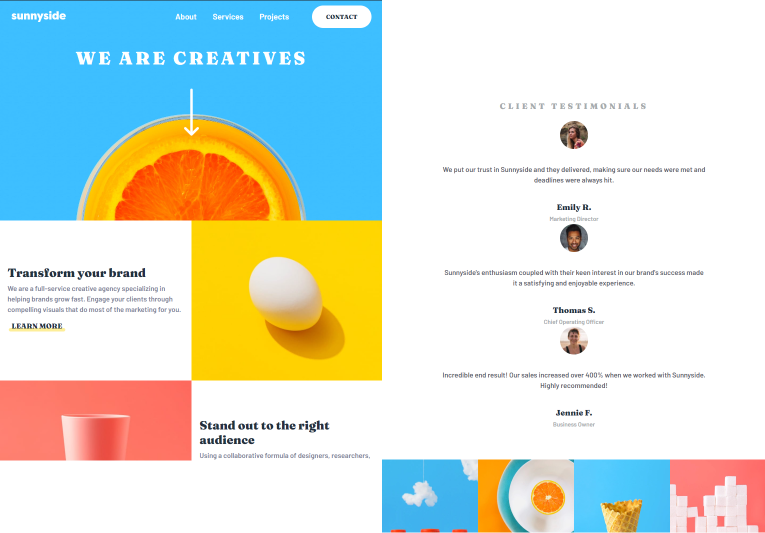 sunnyside
About Services Projects CONTACT
WE ARE CREATIVES
Transform your brand
We are a full-service creative agency specializing in
helping brands grow fast. Engage your clients through
compelling visuals that do most of the marketing for you.
LEARN MORE
Stand out to the right
audience
Using a collaborative formula of designers, researchers,
CLIENT TESTIMONIALS
We put our trust in Sunnyside and they delivered, making sure our needs were met and
deadlines were always hit.
Emily R.
Marketing Director
Sunnyside's enthusiasm coupled with their keen interest in our brand's success made
it a satisfying and enjoyable experience.
Thomas S.
Chief Operating Officer
Incredible end result! Our sales increased over 400% when we worked with Sunnyside.
Highly recommended!
Jennie F.
Business Owner